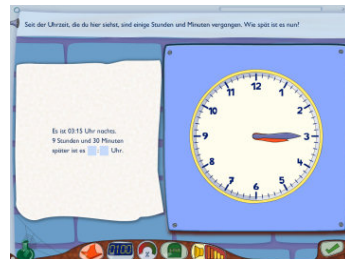 Seit der Uhrzeit, die du hier siehst, sind einige Stunden und Minuten vergangen. Wie spät ist es nun?
Es ist 03:15 Uhr nachts.
9 Stunden und 30 Minuten
später ist es : Uhr.
12
11 1
10 2
9 3
8 4
7 5
6